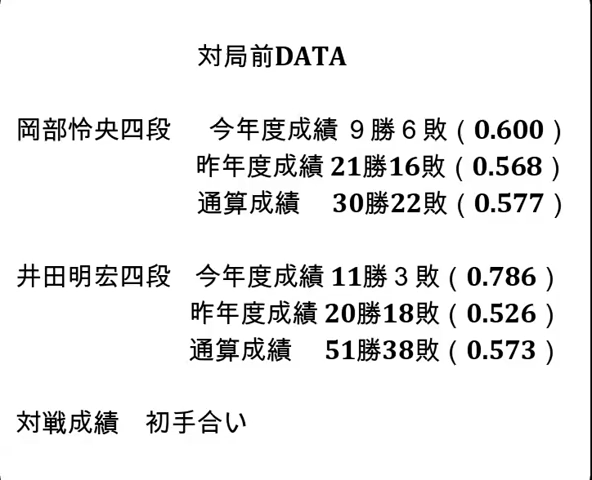 対局前DATA
岡部怜央四段　今年度成績 ９勝６敗（0.600）
昨年度成績 21勝16敗（0.568）
通算成績　30勝22敗（0.577）
井田明宏四段　今年度成績 11勝３敗（0.786）
昨年度成績 20勝18敗（0.526）
通算成績　51勝38敗（0.573）
対戦成績　初手合い